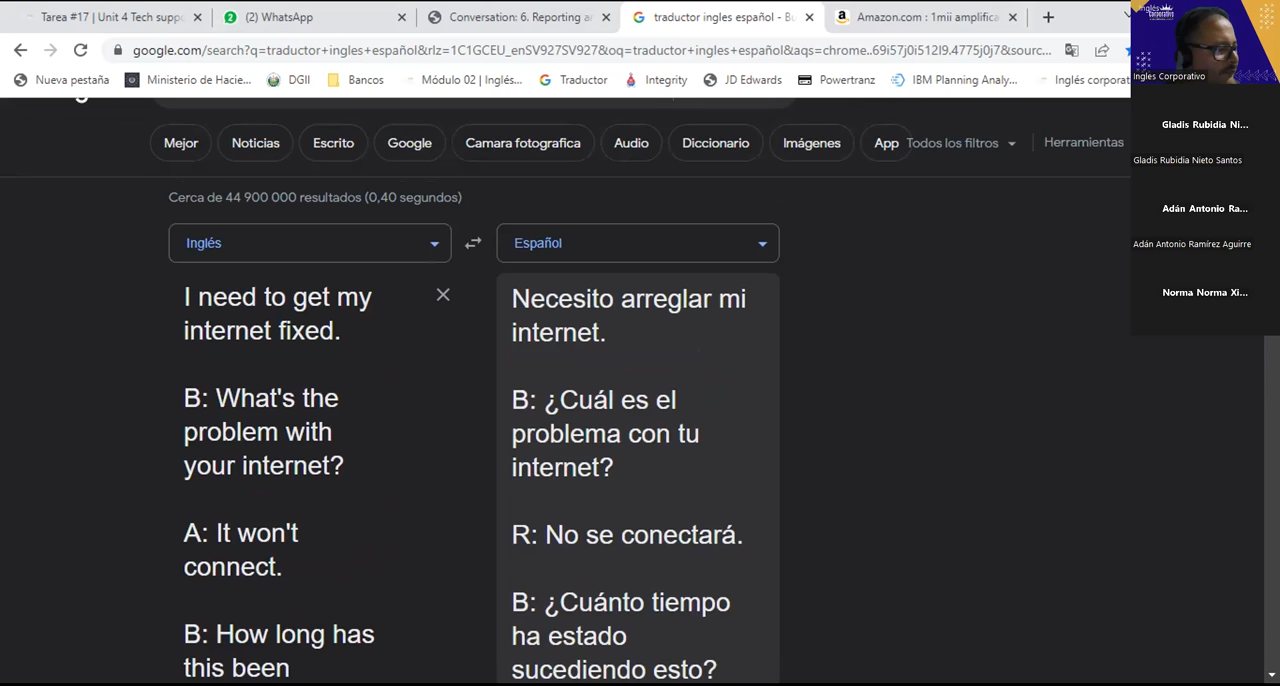 Tarea #17 | Unit 4 Tech supp
(2) WhatsApp
Conversation: 6. Reporting ar
traductor ingles español - Bu
Amazon.com : 1mii amplifica
google.com/search?q=traductor+ingles+español&rlz=1C1GCEU_enSV927SV927&oq=traductor+ingles+español&aqs=chrome..69i57j0i512l9.4775j0j7&sourc...
Nueva pestaña
Ministerio de Hacie...
DGII
Bancos
Módulo 02 | Inglés...
Traductor
Integrity
JD Edwards
Powertranz
IBM Planning Analy...
Inglés corporat
Inglés
Corporativo
Ingles Corporativo
Gladis Rubidia Ni...
Gladis Rubidia Nieto Santos
Adán Antonio Ra...
Adán Antonio Ramírez Aguirre
Norma Norma Xi...
Mejor
Noticias
Escrito
Google
Camara fotografica
Audio
Diccionario
Imágenes
App
Todos los filtros
Herramientas
Cerca de 44 900 000 resultados (0,40 segundos)
Inglés
Español
I need to get my
internet fixed.
B: What's the
problem with
your internet?
A: It won't
connect.
B: How long has
this been
Necesito arreglar mi
internet.
B: ¿Cuál es el
problema con tu
internet?
R: No se conectará.
B: ¿Cuánto tiempo
ha estado
sucediendo esto?